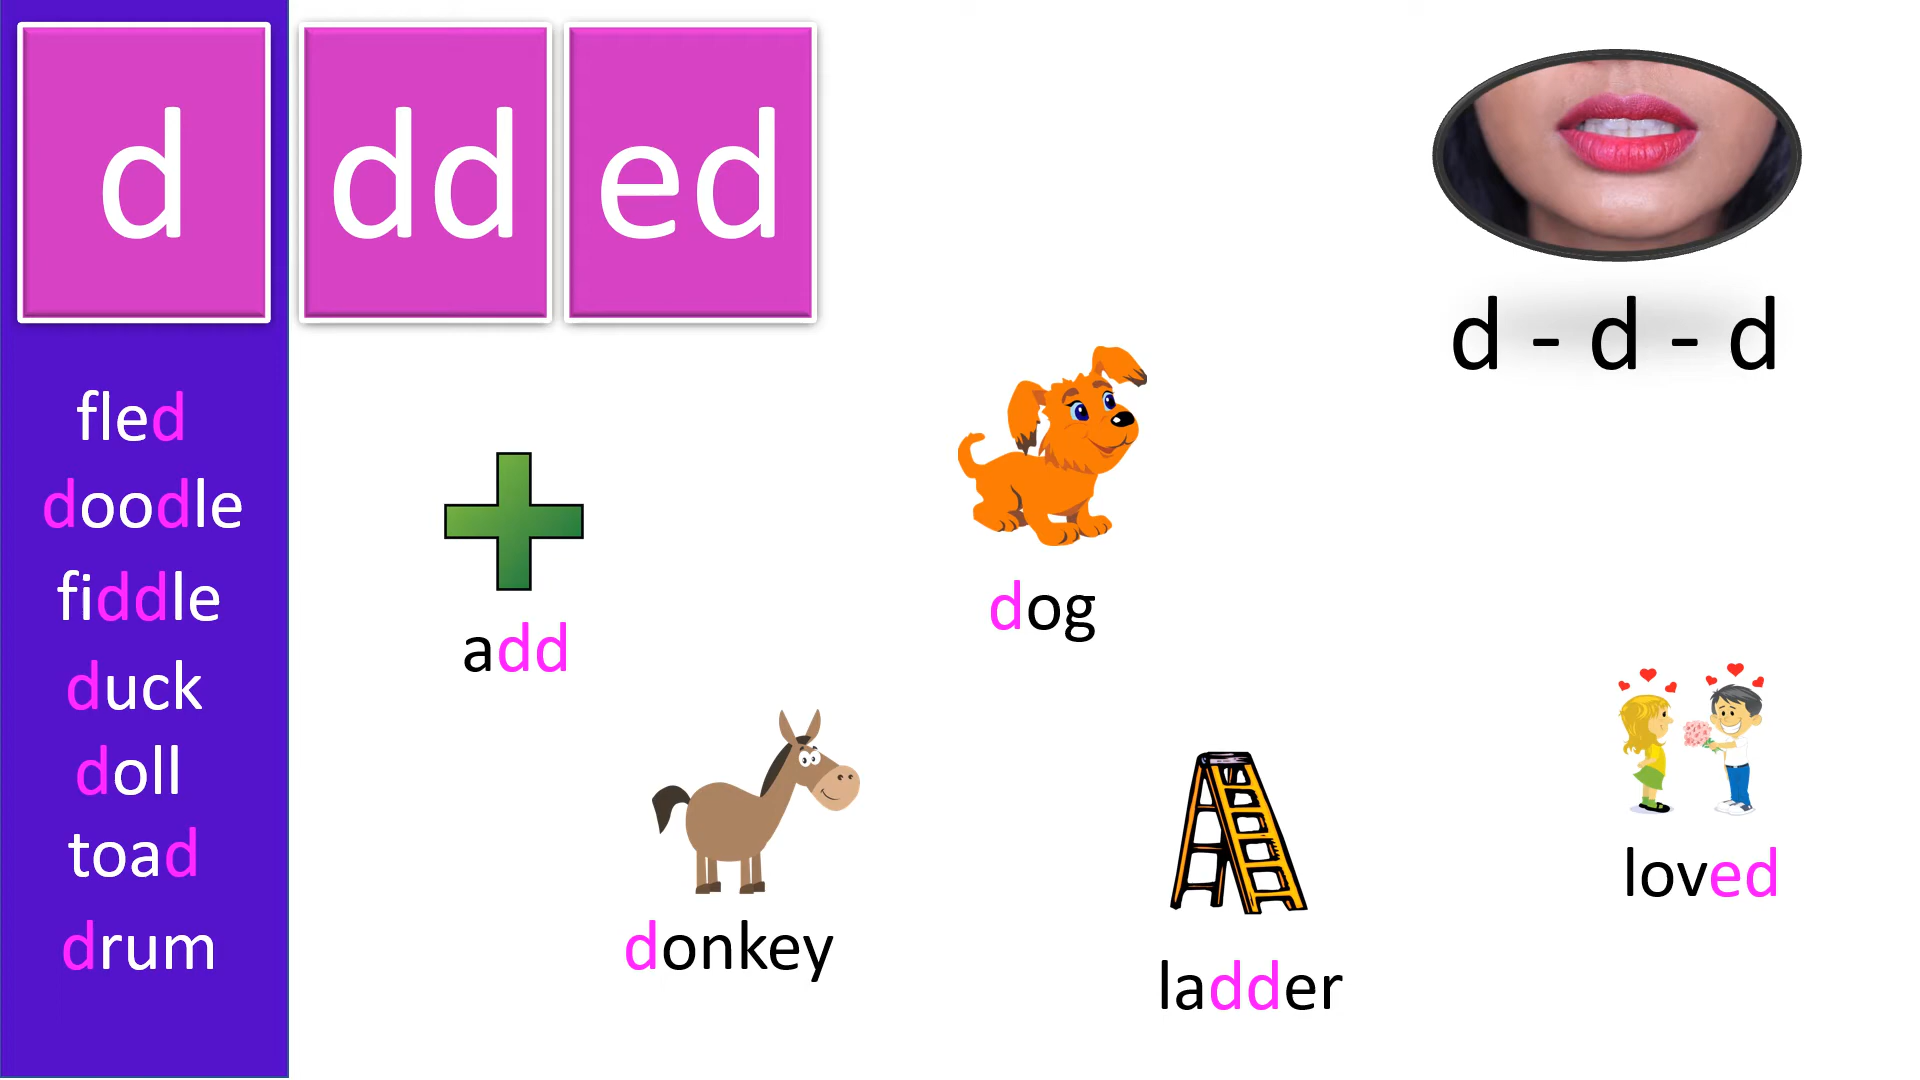 d
dd
ed
d - d - d
fled
doodle
fiddle
duck
doll
toad
drum
add
dog
donkey
ladder
loved